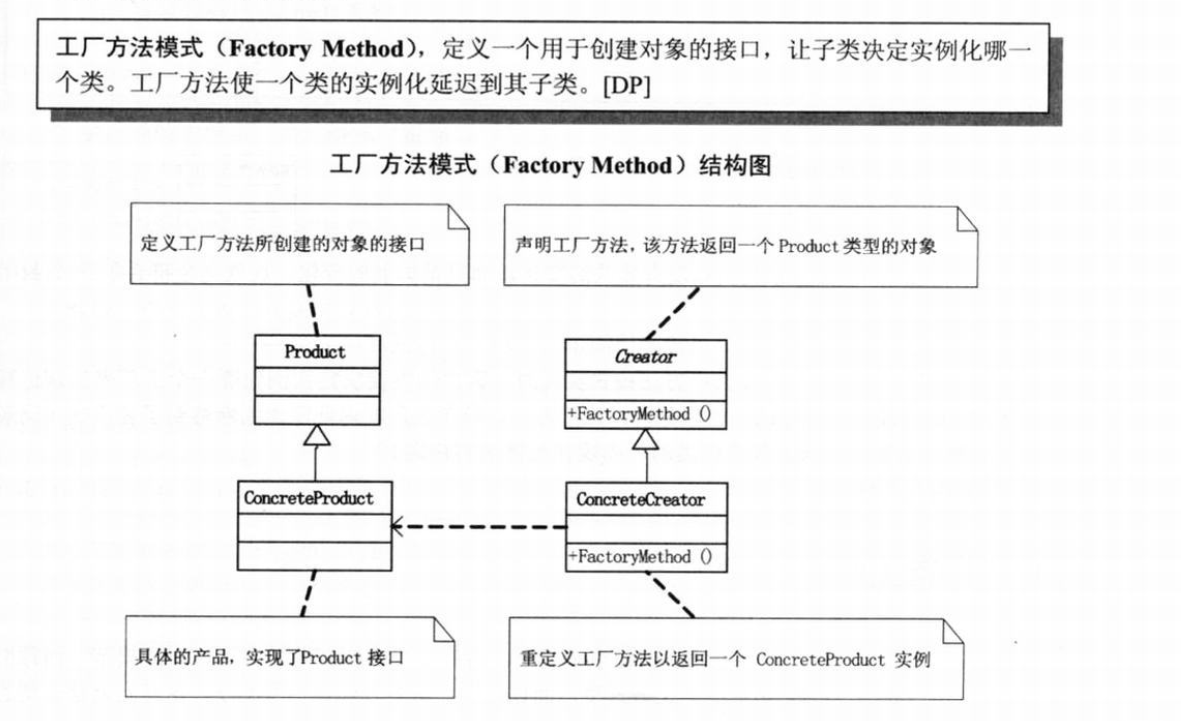 工厂方法模式（Factory Method），定义一个用于创建对象的接口，让子类决定实例化哪一
个类。工厂方法使一个类的实例化延迟到其子类。[DP]
工厂方法模式（Factory Method）结构图
定义工厂方法所创建的对象的接口
声明工厂方法，该方法返回一个Product类型的对象
Product
Creator
+FactoryMethod ()
ConcreteProduct
ConcreteCreator
+FactoryMethod ()
具体的产品，实现了Product 接口
重定义工厂方法以返回一个 ConcreteProduct 实例